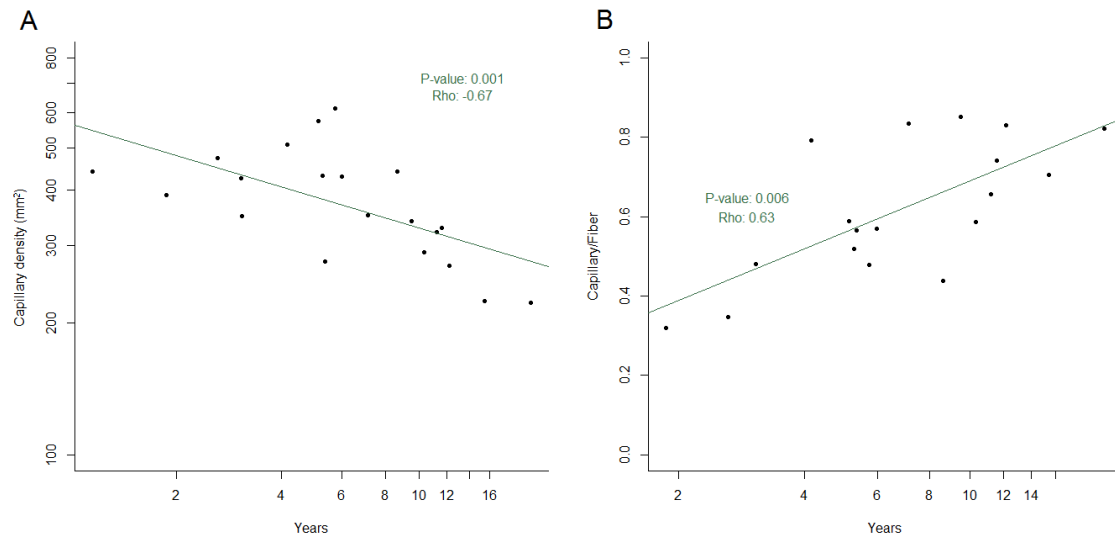 A
P-value: 0.001
Rho: -0.67
Capillary density (mm²)
800
600
500
400
300
200
100
2 4 6 8 10 12 16
Years
B
P-value: 0.006
Rho: 0.63
Capillary/Fiber
1.0
0.8
0.6
0.4
0.2
0.0
2 4 6 8 10 12 14
Years